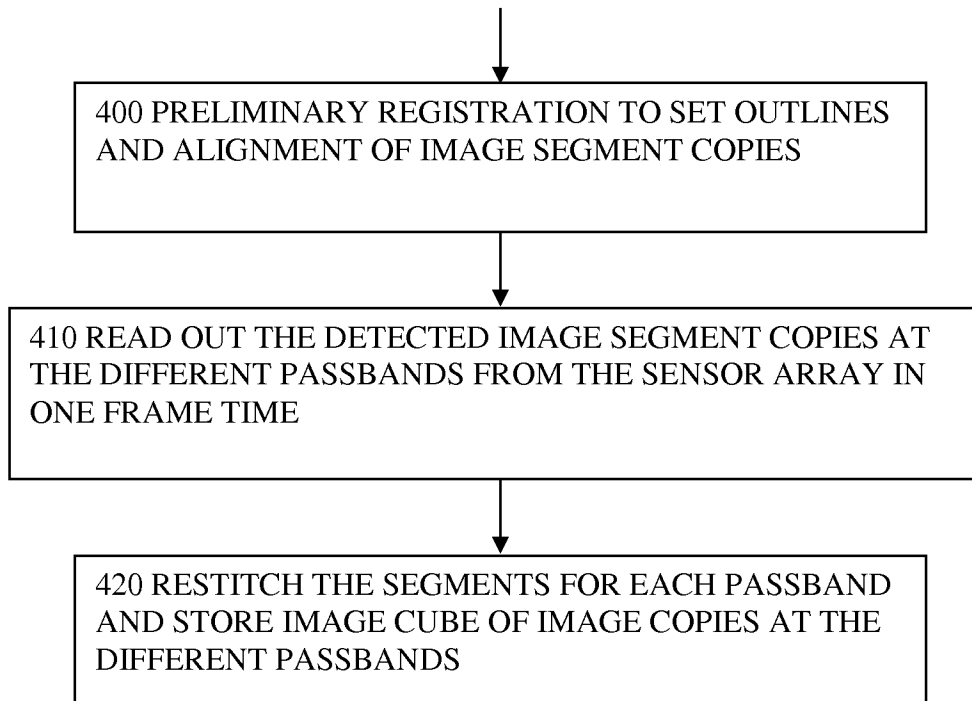 400 PRELIMINARY REGISTRATION TO SET OUTLINES
AND ALIGNMENT OF IMAGE SEGMENT COPIES
410 READ OUT THE DETECTED IMAGE SEGMENT COPIES AT
THE DIFFERENT PASSBANDS FROM THE SENSOR ARRAY IN
ONE FRAME TIME
420 RESTITCH THE SEGMENTS FOR EACH PASSBAND
AND STORE IMAGE CUBE OF IMAGE COPIES AT THE
DIFFERENT PASSBANDS